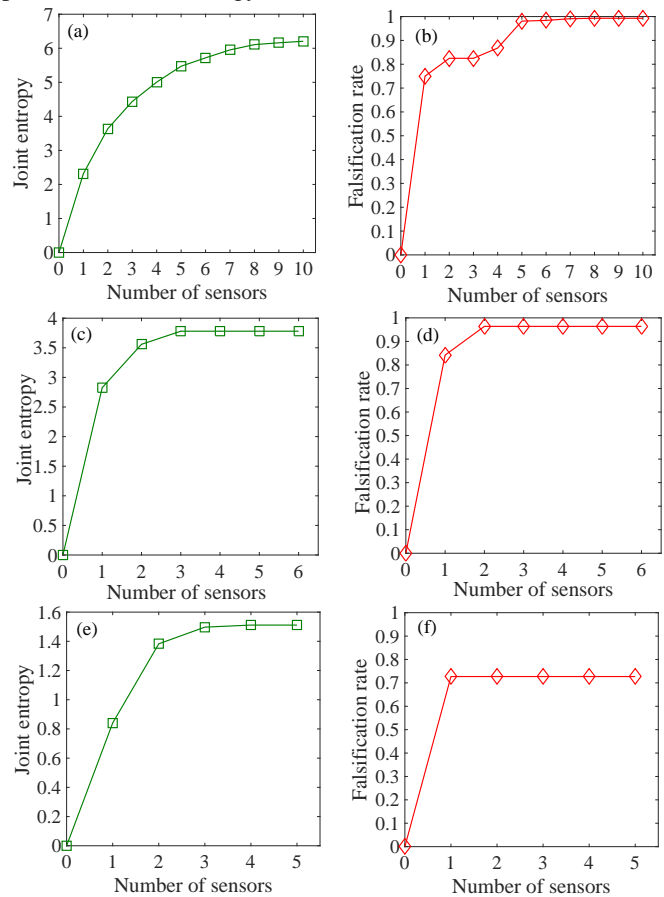 (a)
Joint entropy
7
6
5
4
3
2
1
0
0 1 2 3 4 5 6 7 8 9 10
Number of sensors
(b)
Falsification rate
1
0.9
0.8
0.7
0.6
0.5
0.4
0.3
0.2
0.1
0
0 1 2 3 4 5 6 7 8 9 10
Number of sensors
(c)
Joint entropy
4
3.5
3
2.5
2
1.5
1
0.5
0
0 1 2 3 4 5 6
Number of sensors
(d)
Falsification rate
1
0.9
0.8
0.7
0.6
0.5
0.4
0.3
0.2
0.1
0
0 1 2 3 4 5 6
Number of sensors
(e)
Joint entropy
1.6
1.4
1.2
1
0.8
0.6
0.4
0.2
0
0 1 2 3 4 5
Number of sensors
(f)
Falsification rate
1
0.9
0.8
0.7
0.6
0.5
0.4
0.3
0.2
0.1
0
0 1 2 3 4 5
Number of sensors